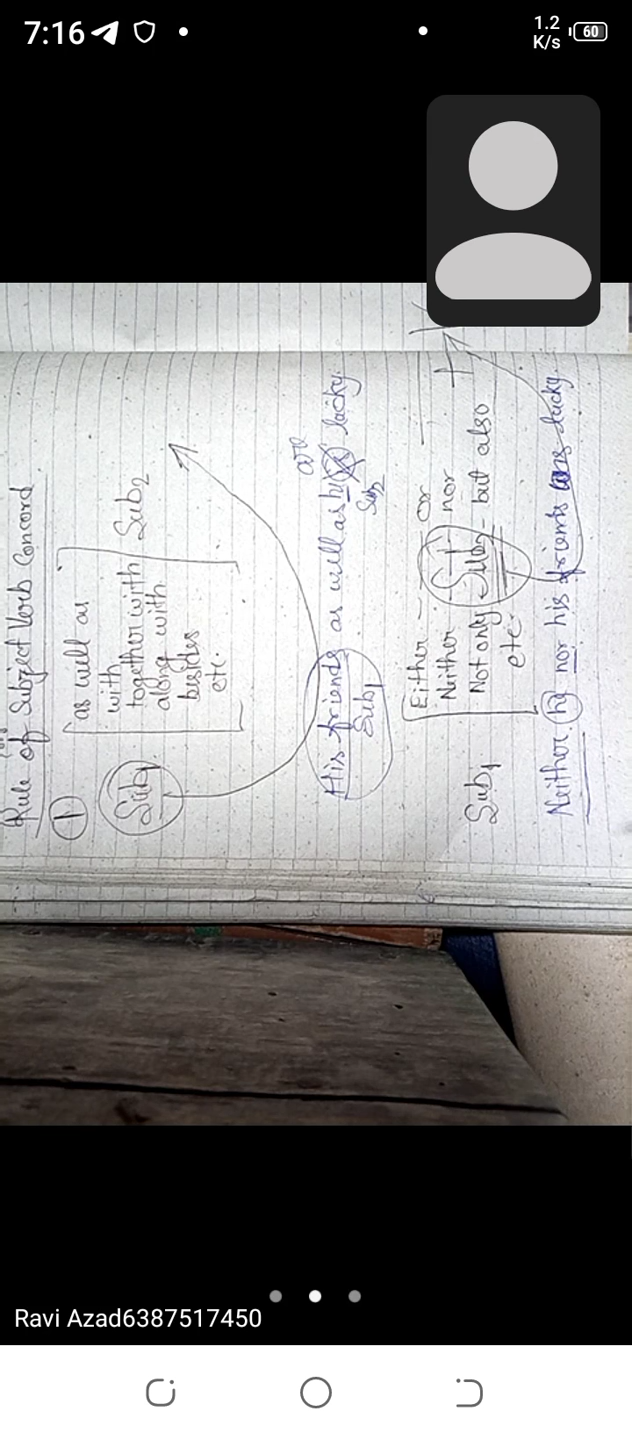 7:16
1.2
K/s
60
Rule of Subject Verb Concord
1
Sub1
as well as
with
together with
along with
besides
etc.
Sub2
are
His friends as well as lucky.
Sub1
Sub2
Sub1
Either - or
Neither nor
Not only - but also
etc.
Sub2
+ V
Neither he nor his friends lucky.
Ravi Azad6387517450